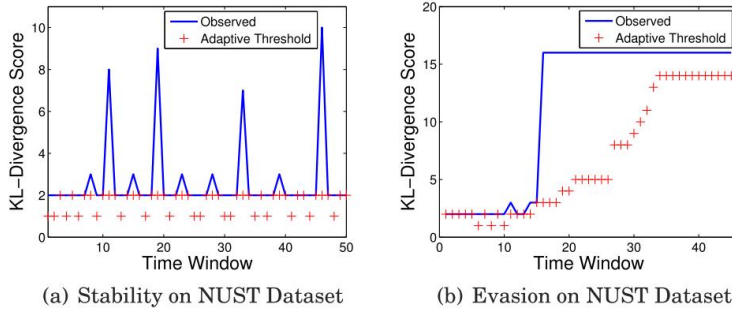 Observed
Adaptive Threshold
KL-Divergence Score
10
8
6
4
2
0
10 20 30 40 50
Time Window
(a) Stability on NUST Dataset
Observed
Adaptive Threshold
KL-Divergence Score
20
15
10
5
0
0 10 20 30 40
Time Window
(b) Evasion on NUST Dataset